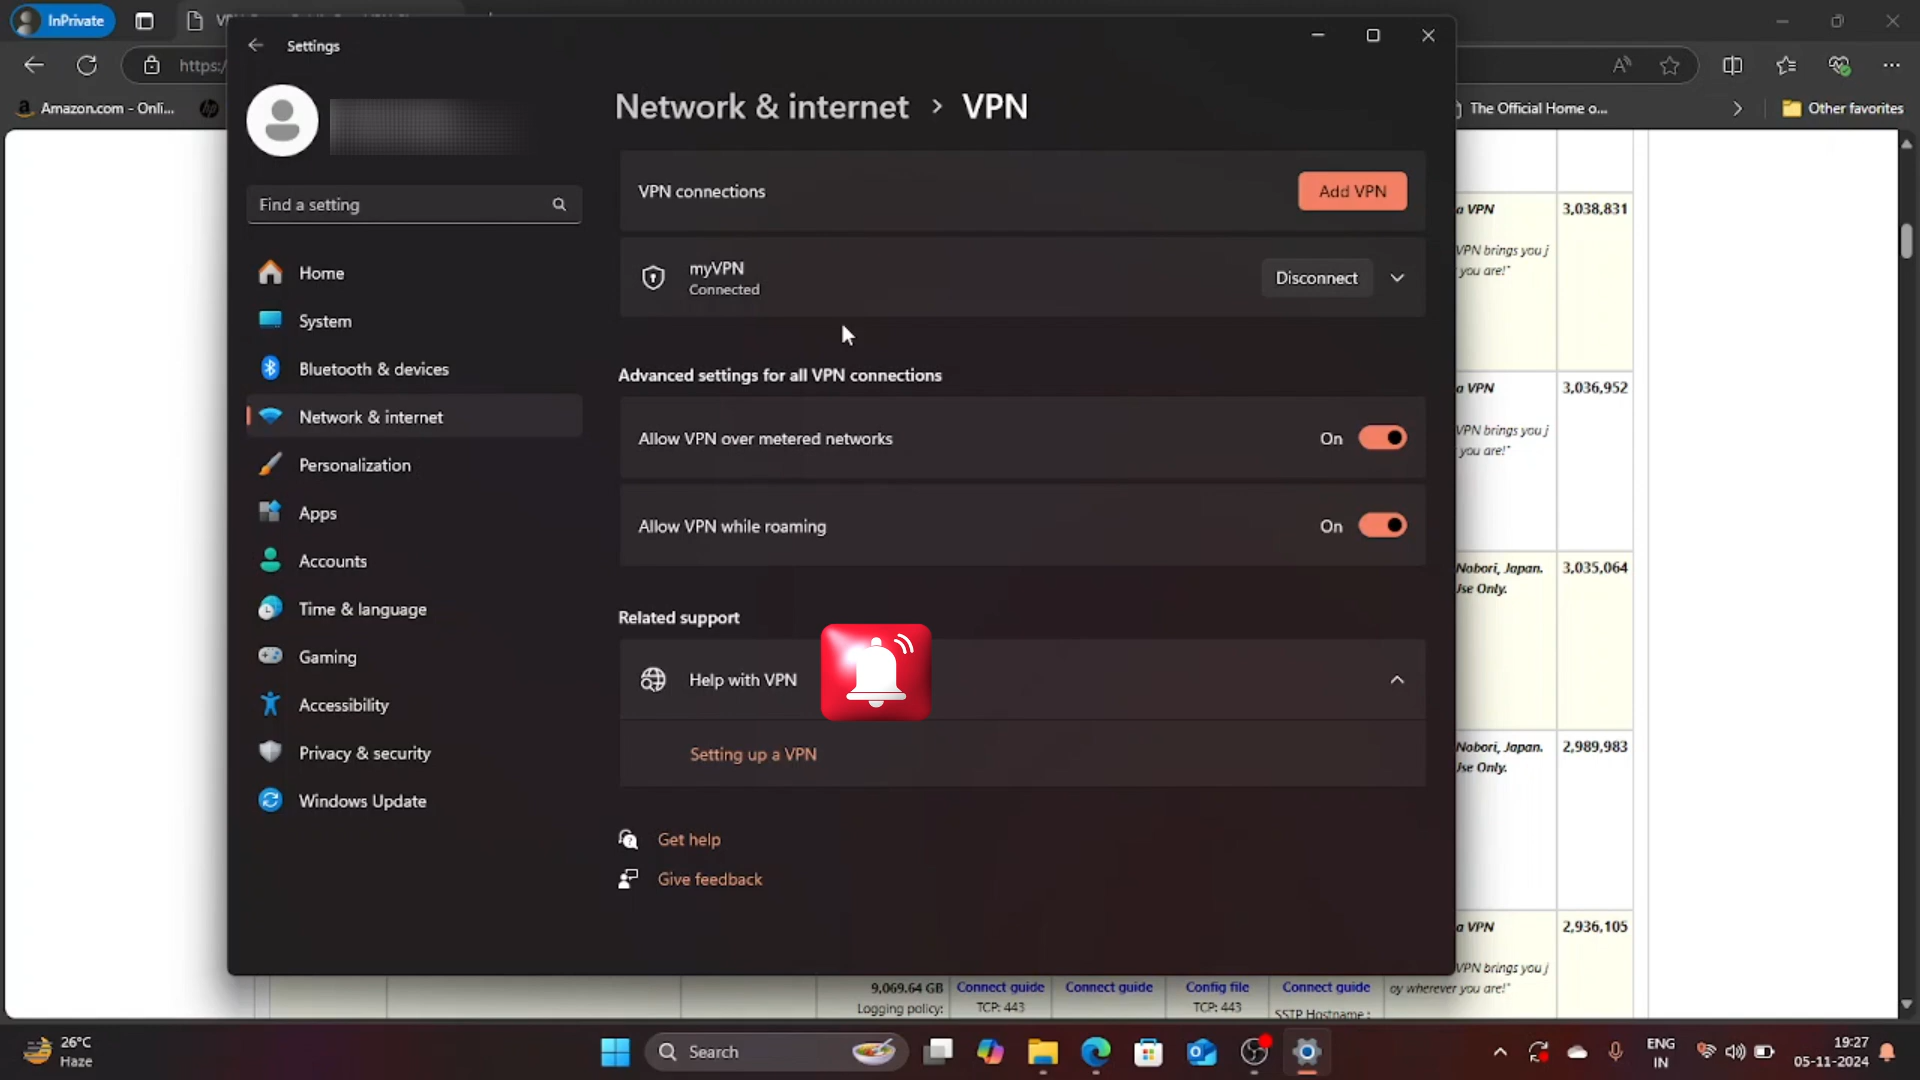 InPrivate
Settings
https:/
Amazon.com - Onli...
The Official Home o...
Other favorites
Find a setting
Home
System
Bluetooth & devices
Network & internet
Personalization
Apps
Accounts
Time & language
Gaming
Accessibility
Privacy & security
Windows Update
Network & internet > VPN
VPN connections
Add VPN
myVPN
Connected
Disconnect
Advanced settings for all VPN connections
Allow VPN over metered networks
On
Allow VPN while roaming
On
Related support
Help with VPN
Setting up a VPN
Get help
Give feedback
a VPN
3,038,831
VPN brings you j
you are!"
a VPN
3,036,952
VPN brings you j
you are!"
Nobori, Japan.
3,035,064
Use Only.
Nobori, Japan.
2,989,983
Use Only.
a VPN
2,936,105
VPN brings you j
oy wherever you are!"
9,069.64 GB
Logging policy:
Connect guide
TCP: 443
Connect guide
Config file
TCP: 443
Connect guide
SSTP Hostname :
26°C
Haze
Search
ENG
IN
19:27
05-11-2024